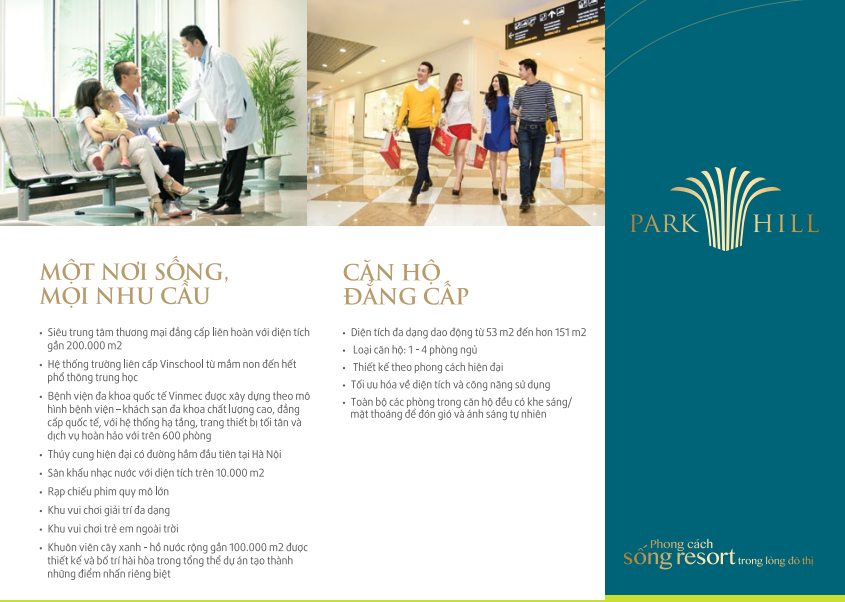 MỘT NƠI SỐNG,
MỌI NHU CẦU
• Siêu trung tâm thương mại đẳng cấp liên hoàn với diện tích
gần 200.000 m2
• Hệ thống trường liên cấp Vinschool từ mầm non đến hết
phổ thông trung học
• Bệnh viện đa khoa quốc tế Vinmec được xây dựng theo mô
hình bệnh viện – khách sạn đa khoa chất lượng cao, đẳng
cấp quốc tế, với hệ thống hạ tầng, trang thiết bị tối tân và
dịch vụ hoàn hảo với trên 600 phòng
• Thủy cung hiện đại có đường hầm đầu tiên tại Hà Nội
• Sân khấu nhạc nước với diện tích trên 10.000 m2
• Rạp chiếu phim quy mô lớn
• Khu vui chơi giải trí đa dạng
• Khu vui chơi trẻ em ngoài trời
• Khuôn viên cây xanh - hồ nước rộng gần 100.000 m2 được
thiết kế và bố trí hài hòa trong tổng thể dự án tạo thành
những điểm nhấn riêng biệt
CĂN HỘ
ĐẲNG CẤP
• Diện tích đa dạng dao động từ 53 m2 đến hơn 151 m2
• Loại căn hộ: 1 - 4 phòng ngủ
• Thiết kế theo phong cách hiện đại
• Tối ưu hóa về diện tích và công năng sử dụng
• Toàn bộ các phòng trong căn hộ đều có khe sáng/
mặt thoáng để đón gió và ánh sáng tự nhiên
PARK HILL
Phong cách
sống resort trong lòng đô thị